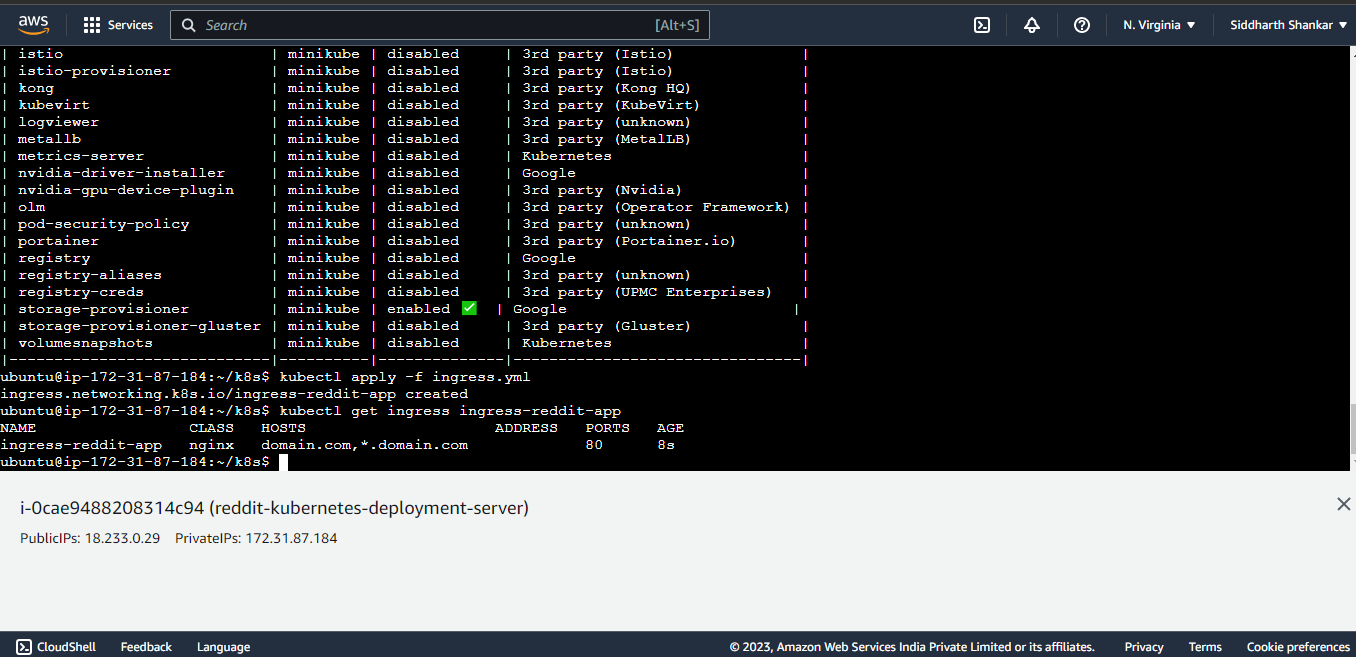 aws Services Search [Alt+S] N. Virginia ▼ Siddharth Shankar ▼
| istio | minikube | disabled | 3rd party (Istio) |
| istio-provisioner | minikube | disabled | 3rd party (Istio) |
| kong | minikube | disabled | 3rd party (Kong HQ) |
| kubevirt | minikube | disabled | 3rd party (KubeVirt) |
| logviewer | minikube | disabled | 3rd party (unknown) |
| metallb | minikube | disabled | 3rd party (MetalLB) |
| metrics-server | minikube | disabled | Kubernetes |
| nvidia-driver-installer | minikube | disabled | Google |
| nvidia-gpu-device-plugin | minikube | disabled | 3rd party (Nvidia) |
| olm | minikube | disabled | 3rd party (Operator Framework) |
| pod-security-policy | minikube | disabled | 3rd party (unknown) |
| portainer | minikube | disabled | 3rd party (Portainer.io) |
| registry | minikube | disabled | Google |
| registry-aliases | minikube | disabled | 3rd party (unknown) |
| registry-creds | minikube | disabled | 3rd party (UPMC Enterprises) |
| storage-provisioner | minikube | enabled ✅ | Google |
| storage-provisioner-gluster | minikube | disabled | 3rd party (Gluster) |
| volumesnapshots | minikube | disabled | Kubernetes |
|-----------------------------|----------|--------------|--------------------------------|
ubuntu@ip-172-31-87-184:~/k8s$ kubectl apply -f ingress.yml
ingress.networking.k8s.io/ingress-reddit-app created
ubuntu@ip-172-31-87-184:~/k8s$ kubectl get ingress ingress-reddit-app
NAME CLASS HOSTS ADDRESS PORTS AGE
ingress-reddit-app nginx domain.com,*.domain.com 80 8s
ubuntu@ip-172-31-87-184:~/k8s$
i-0cae9488208314c94 (reddit-kubernetes-deployment-server)
PublicIPs: 18.233.0.29 PrivateIPs: 172.31.87.184
CloudShell Feedback Language © 2023, Amazon Web Services India Private Limited or its affiliates. Privacy Terms Cookie preferences